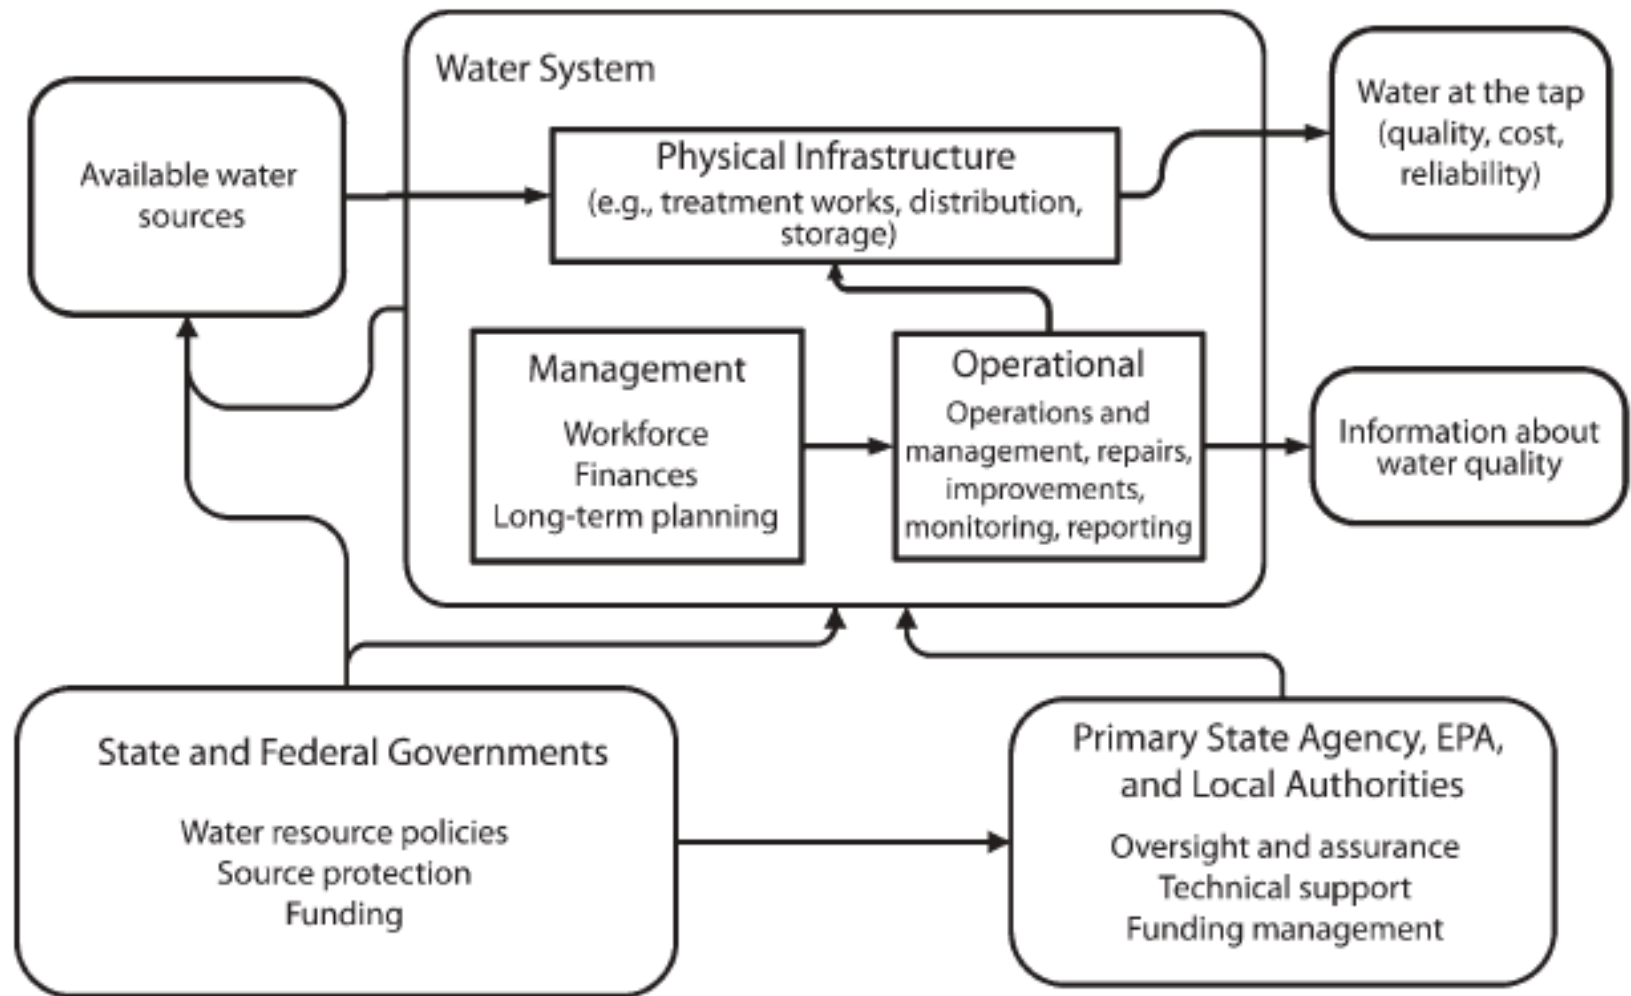 Water System
Available water
sources
Physical Infrastructure
(e.g., treatment works, distribution,
storage)
Water at the tap
(quality, cost,
reliability)
Management
Workforce
Finances
Long-term planning
Operational
Operations and
management, repairs,
improvements,
monitoring, reporting
Information about
water quality
State and Federal Governments
Water resource policies
Source protection
Funding
Primary State Agency, EPA,
and Local Authorities
Oversight and assurance
Technical support
Funding management